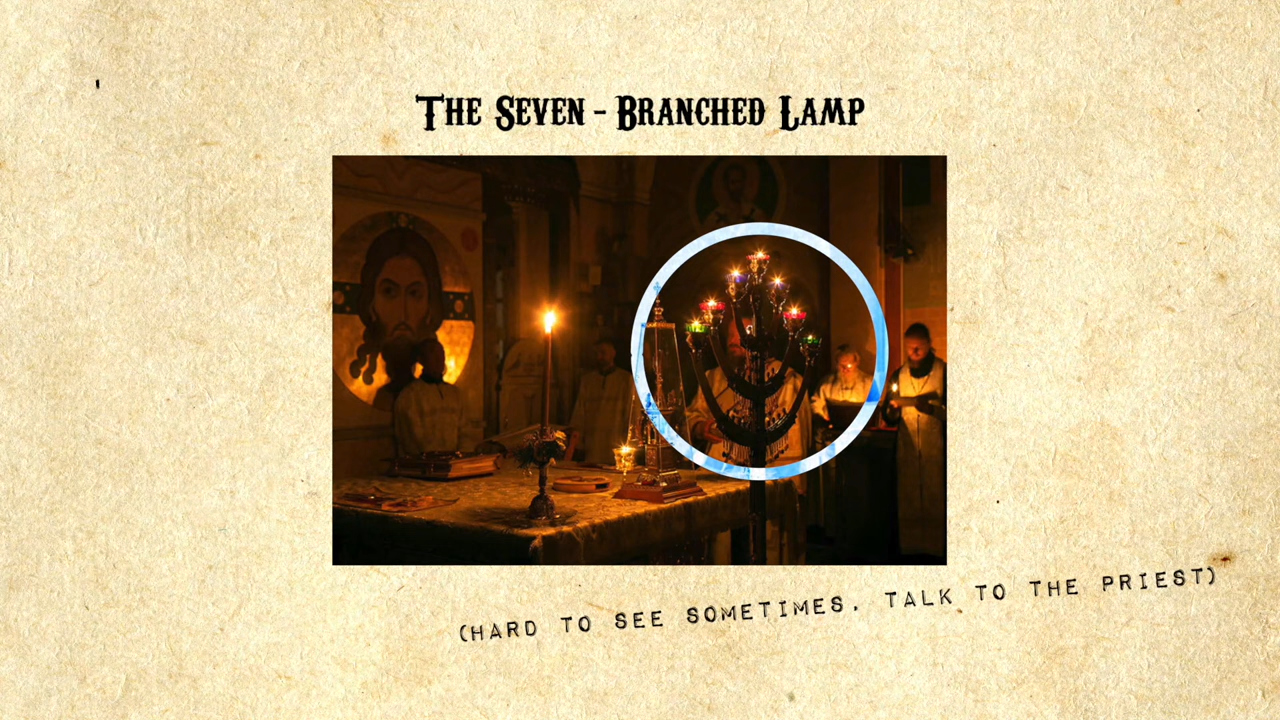 The Seven - Branched Lamp
(HARD TO SEE SOMETIMES. TALK TO THE PRIEST)